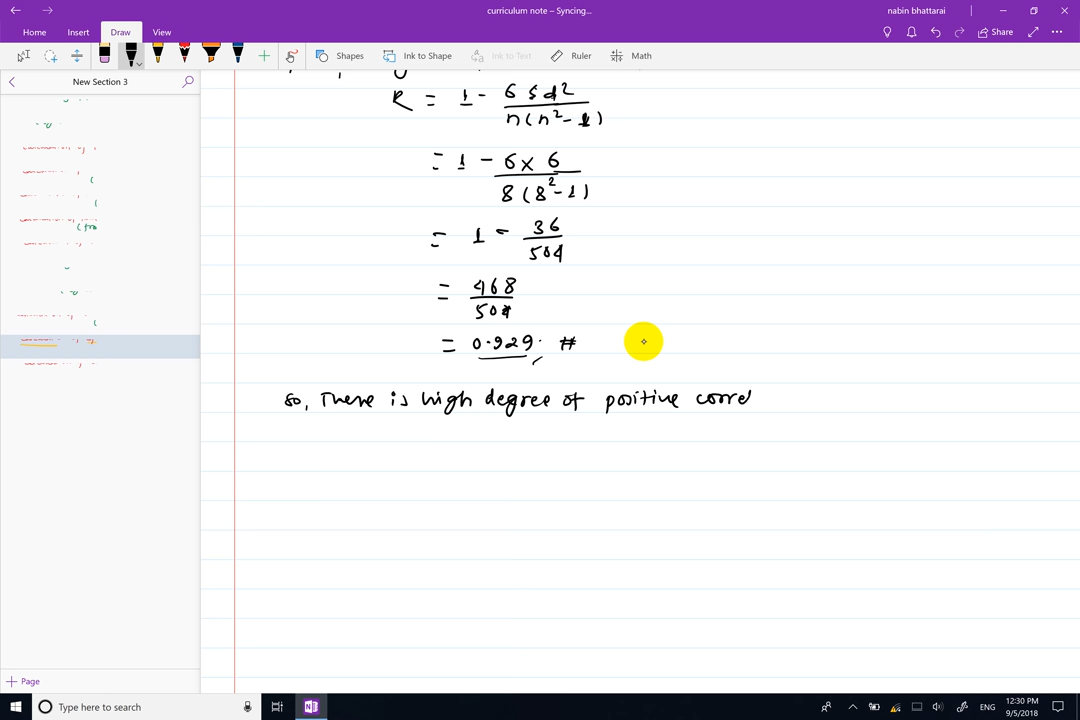 curriculum note – Syncing...
nabin bhattarai
Home Insert Draw View
Share
Shapes Ink to Shape Ink to Text Ruler Math
New Section 3
R = 1 - 6 Σd² / n(n² - 1)
= 1 - 6 × 6 / 8(8² - 1)
= 1 - 36 / 504
= 468 / 504
= 0.929. #
So, There is high degree of positive correl
+ Page
Type here to search
ENG
12:30 PM
9/5/2018